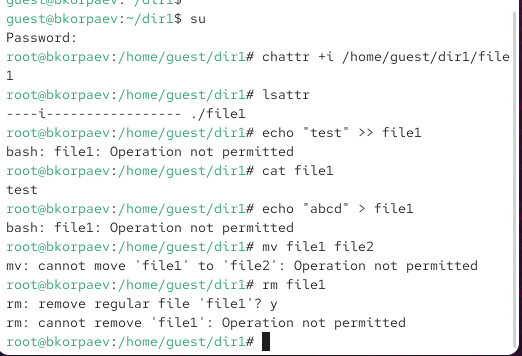 guest@bkorpaev:~/dir1$
guest@bkorpaev:~/dir1$ su
Password:
root@bkorpaev:/home/guest/dir1# chattr +i /home/guest/dir1/file
1
root@bkorpaev:/home/guest/dir1# lsattr
----i----------------- ./file1
root@bkorpaev:/home/guest/dir1# echo "test" >> file1
bash: file1: Operation not permitted
root@bkorpaev:/home/guest/dir1# cat file1
test
root@bkorpaev:/home/guest/dir1# echo "abcd" > file1
bash: file1: Operation not permitted
root@bkorpaev:/home/guest/dir1# mv file1 file2
mv: cannot move 'file1' to 'file2': Operation not permitted
root@bkorpaev:/home/guest/dir1# rm file1
rm: remove regular file 'file1'? y
rm: cannot remove 'file1': Operation not permitted
root@bkorpaev:/home/guest/dir1#